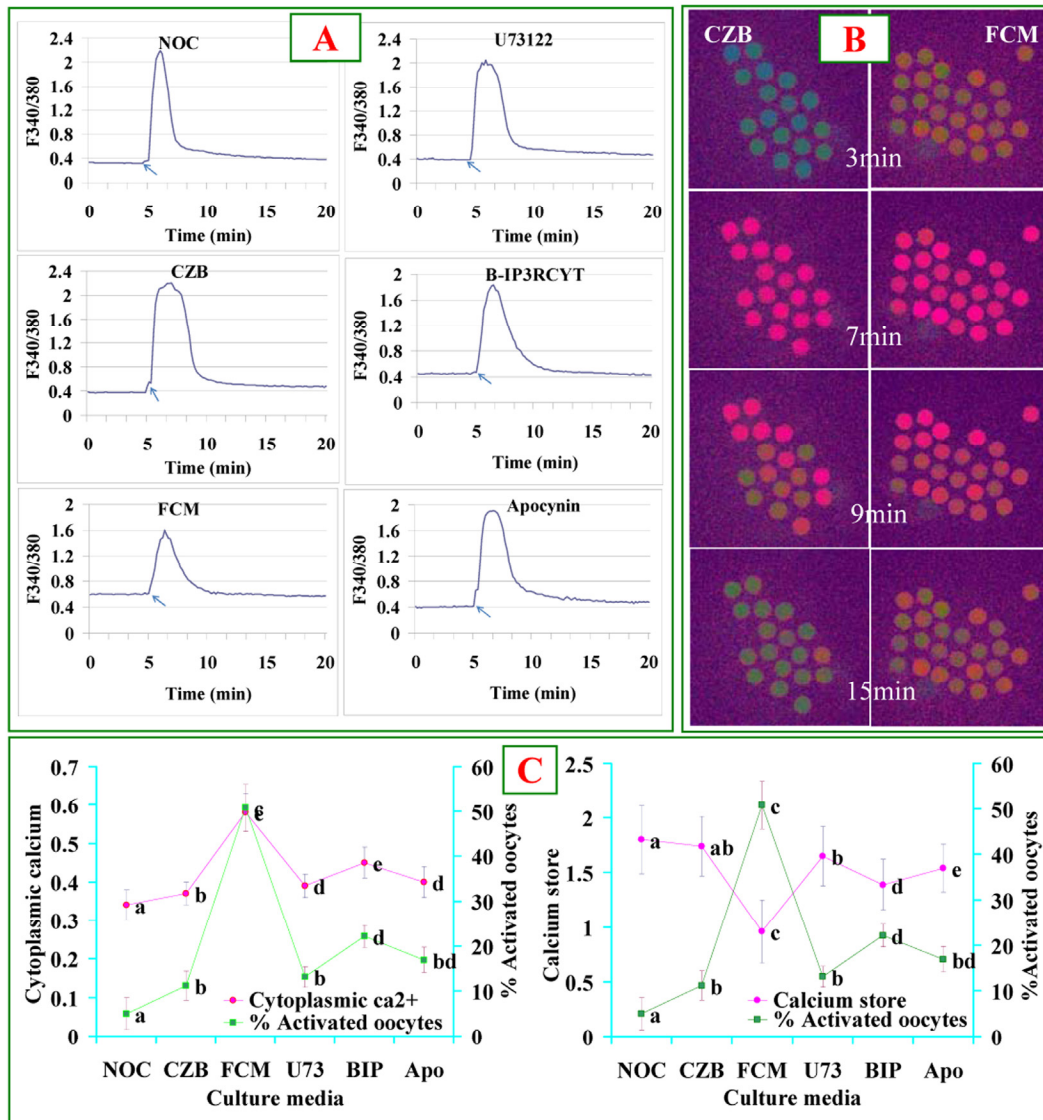 A
NOC
2.4
2
1.6
1.2
0.8
0.4
0
F340/380
0 5 10 15 20
Time (min)
U73122
2.4
2
1.6
1.2
0.8
0.4
0
F340/380
0 5 10 15 20
Time (min)
CZB
2.4
2
1.6
1.2
0.8
0.4
0
F340/380
0 5 10 15 20
Time (min)
B-IP3RCYT
2
1.6
1.2
0.8
0.4
0
F340/380
0 5 10 15 20
Time (min)
FCM
2
1.6
1.2
0.8
0.4
0
F340/380
0 5 10 15 20
Time (min)
Apocynin
2
1.6
1.2
0.8
0.4
0
F340/380
0 5 10 15 20
Time (min)
B
CZB FCM
3min
7min
9min
15min
C
0.7
0.6
0.5
0.4
0.3
0.2
0.1
0
Cytoplasmic calcium
60
50
40
30
20
10
0
% Activated oocytes
a b c d e d
a b c b d bd
Cytoplasmic ca2+
% Activated oocytes
NOC CZB FCM U73 BIP Apo
Culture media
2.5
2
1.5
1
0.5
0
Calcium store
60
50
40
30
20
10
0
%Activated oocytes
a ab c b d e
a b c b d bd
Calcium store
% Activated oocytes
NOC CZB FCM U73 BIP Apo
Culture media